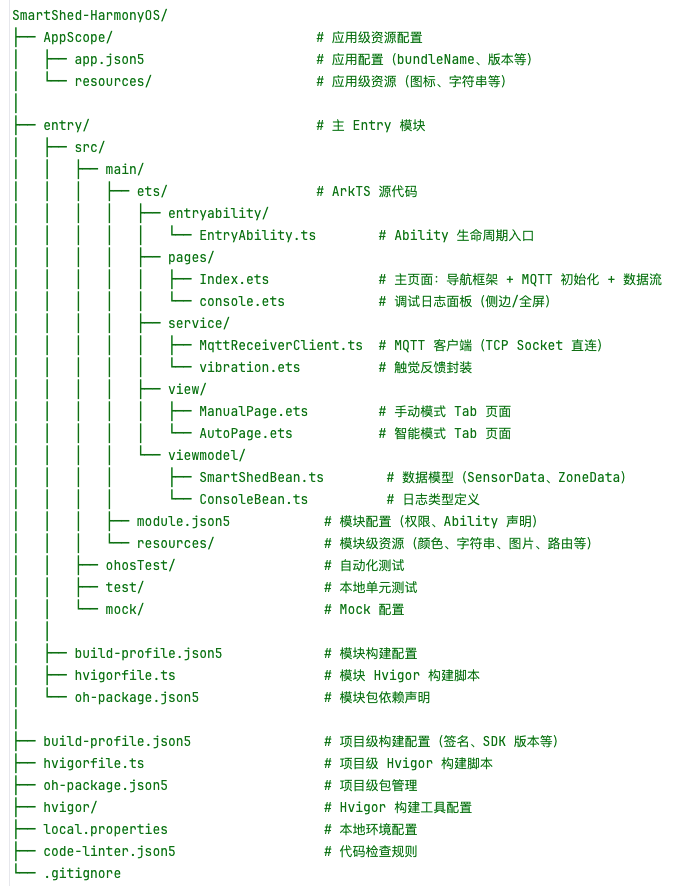 SmartShed-HarmonyOS/
├── AppScope/                          # 应用级资源配置
│   ├── app.json5                      # 应用配置（bundleName、版本等）
│   └── resources/                     # 应用级资源（图标、字符串等）
│
├── entry/                             # 主 Entry 模块
│   ├── src/
│   │   ├── main/
│   │   │   ├── ets/                   # ArkTS 源代码
│   │   │   │   ├── entryability/
│   │   │   │   │   └── EntryAbility.ts        # Ability 生命周期入口
│   │   │   │   ├── pages/
│   │   │   │   │   ├── Index.ets              # 主页面：导航框架 + MQTT 初始化 + 数据流
│   │   │   │   │   └── console.ets            # 调试日志面板（侧边/全屏）
│   │   │   │   ├── service/
│   │   │   │   │   ├── MqttReceiverClient.ts  # MQTT 客户端（TCP Socket 直连）
│   │   │   │   │   └── vibration.ets          # 触觉反馈封装
│   │   │   │   ├── view/
│   │   │   │   │   ├── ManualPage.ets         # 手动模式 Tab 页面
│   │   │   │   │   └── AutoPage.ets           # 智能模式 Tab 页面
│   │   │   │   └── viewmodel/
│   │   │   │       ├── SmartShedBean.ts        # 数据模型（SensorData、ZoneData）
│   │   │   │       └── ConsoleBean.ts          # 日志类型定义
│   │   │   ├── module.json5            # 模块配置（权限、Ability 声明）
│   │   │   └── resources/              # 模块级资源（颜色、字符串、图片、路由等）
│   │   ├── ohosTest/                   # 自动化测试
│   │   ├── test/                       # 本地单元测试
│   │   └── mock/                       # Mock 配置
│   │
│   ├── build-profile.json5             # 模块构建配置
│   ├── hvigorfile.ts                   # 模块 Hvigor 构建脚本
│   └── oh-package.json5                # 模块包依赖声明
│
├── build-profile.json5                 # 项目级构建配置（签名、SDK 版本等）
├── hvigorfile.ts                       # 项目级 Hvigor 构建脚本
├── oh-package.json5                    # 项目级包管理
├── hvigor/                             # Hvigor 构建工具配置
├── local.properties                    # 本地环境配置
├── code-linter.json5                   # 代码检查规则
└── .gitignore